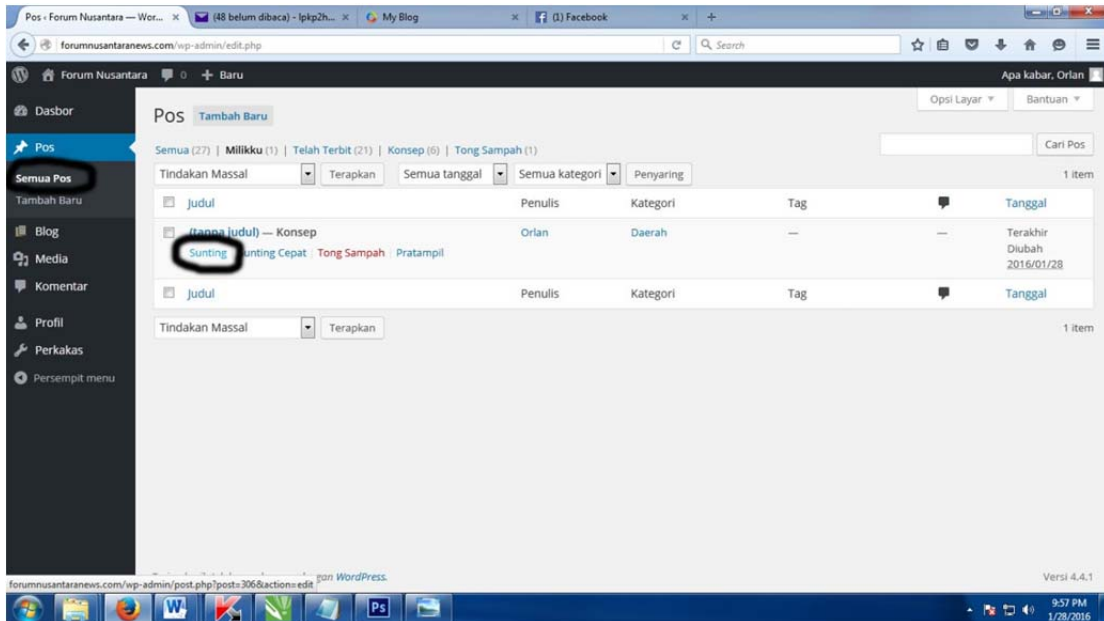 Pos ‹ Forum Nusantara — Wor... (48 belum dibaca) - lpkp2h... My Blog (1) Facebook
forumnusantaranews.com/wp-admin/edit.php Search
Forum Nusantara 0 + Baru Apa kabar, Orlan
Opsi Layar Bantuan
Dasbor
Pos
Semua Pos
Tambah Baru
Blog
Media
Komentar
Profil
Perkakas
Persempit menu
Pos Tambah Baru
Semua (27) | Milikku (1) | Telah Terbit (21) | Konsep (6) | Tong Sampah (1)
Cari Pos
Tindakan Massal Terapkan Semua tanggal Semua kategori Penyaring 1 item
Judul Penulis Kategori Tag Tanggal
(tanpa judul) — Konsep Orlan Daerah — — Terakhir
Diubah
2016/01/28
Sunting Sunting Cepat | Tong Sampah | Pratampil
Judul Penulis Kategori Tag Tanggal
Tindakan Massal Terapkan 1 item
WordPress. Versi 4.4.1
forumnusantaranews.com/wp-admin/post.php?post=306&action=edit
W Ps 9:57 PM
1/28/2016